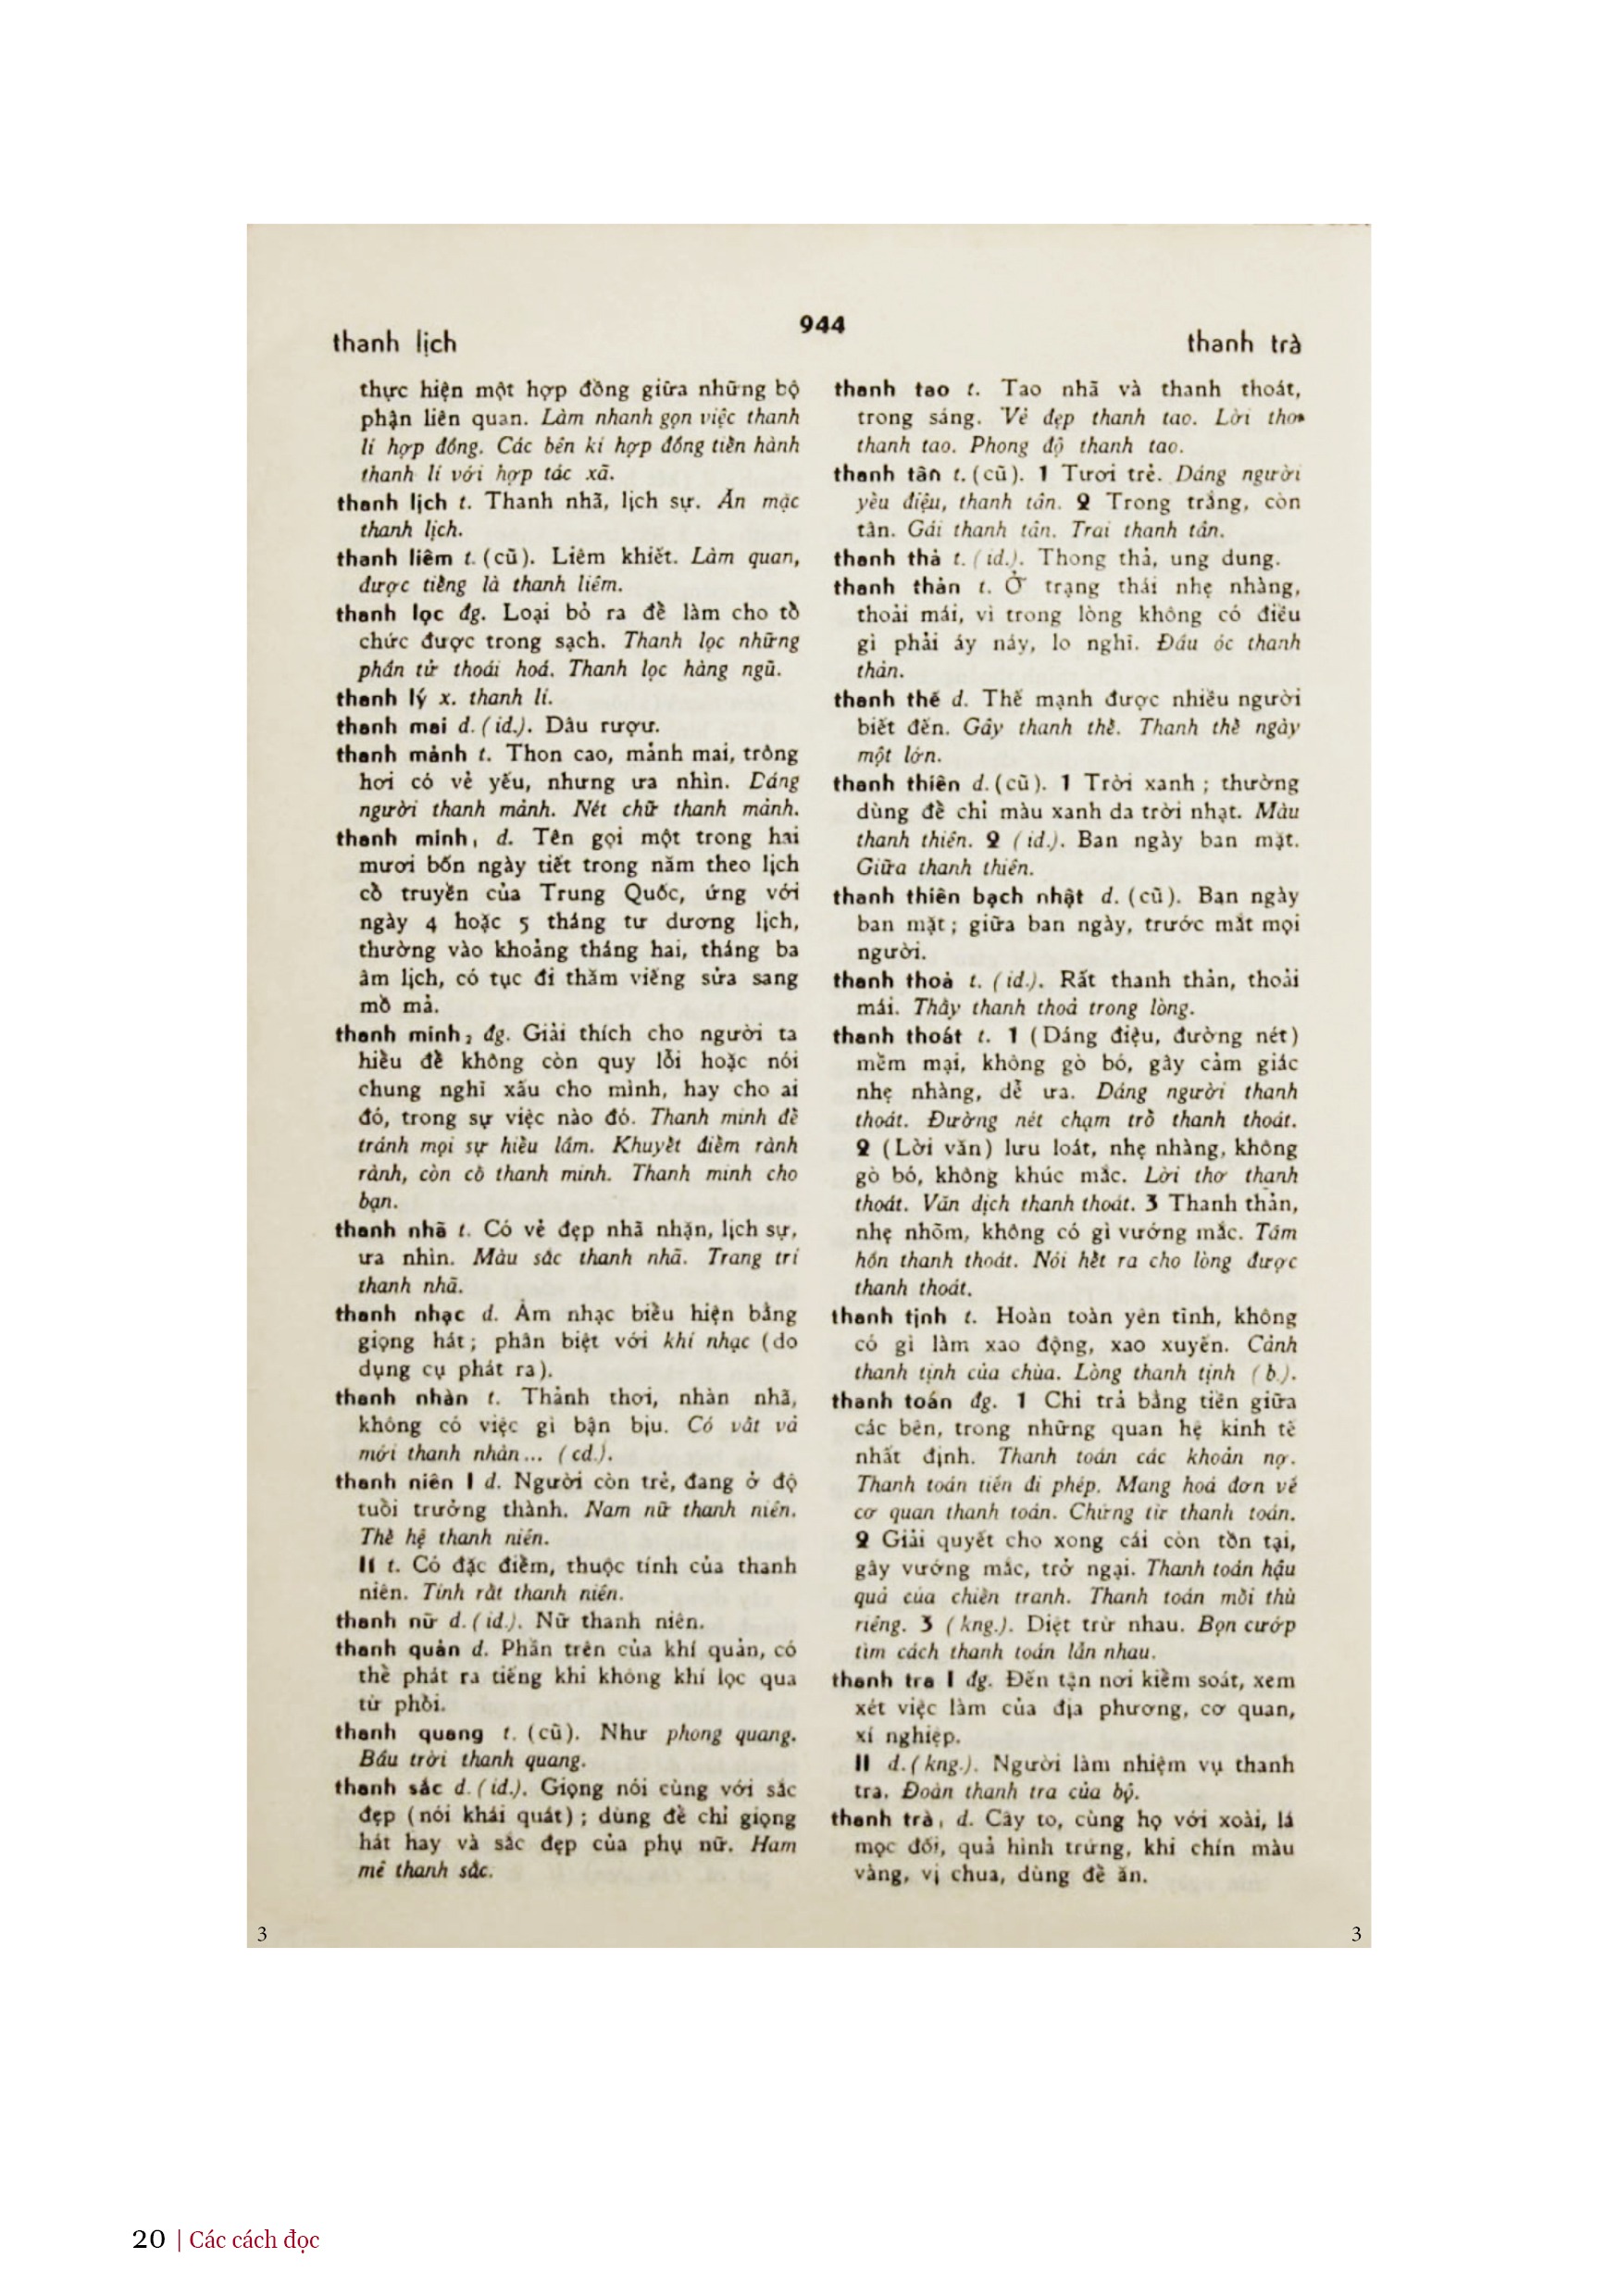 944
thanh lịch
thanh trà
thực hiện một hợp đồng giữa những bộ
phận liên quan. Làm nhanh gọn việc thanh
lí hợp đồng. Các bên kí hợp đồng tiến hành
thanh lí với hợp tác xã.
thanh lịch t. Thanh nhã, lịch sự. Ăn mặc
thanh lịch.
thanh liêm t. (cũ). Liêm khiết. Làm quan,
được tiếng là thanh liêm.
thanh lọc đg. Loại bỏ ra để làm cho tổ
chức được trong sạch. Thanh lọc những
phần tử thoái hoá. Thanh lọc hàng ngũ.
thanh lý x. thanh lí.
thanh mai d. (id.). Dâu rượu.
thanh mảnh t. Thon cao, mảnh mai, trông
hơi có vẻ yếu, nhưng ưa nhìn. Dáng
người thanh mảnh. Nét chữ thanh mảnh.
thanh minh₁ d. Tên gọi một trong hai
mươi bốn ngày tiết trong năm theo lịch
cổ truyền của Trung Quốc, ứng với
ngày 4 hoặc 5 tháng tư dương lịch,
thường vào khoảng tháng hai, tháng ba
âm lịch, có tục đi thăm viếng sửa sang
mồ mả.
thanh minh₂ đg. Giải thích cho người ta
hiểu để không còn quy lỗi hoặc nói
chung nghĩ xấu cho mình, hay cho ai
đó, trong sự việc nào đó. Thanh minh để
tránh mọi sự hiểu lầm. Khuyết điểm rành
rành, còn cố thanh minh. Thanh minh cho
bạn.
thanh nhã t. Có vẻ đẹp nhã nhặn, lịch sự,
ưa nhìn. Màu sắc thanh nhã. Trang trí
thanh nhã.
thanh nhạc d. Âm nhạc biểu hiện bằng
giọng hát ; phân biệt với khí nhạc (do
dụng cụ phát ra).
thanh nhàn t. Thảnh thơi, nhàn nhã,
không có việc gì bận bịu. Có vất vả
mới thanh nhàn... (cd.).
thanh niên I d. Người còn trẻ, đang ở độ
tuổi trưởng thành. Nam nữ thanh niên.
Thế hệ thanh niên.
II t. Có đặc điểm, thuộc tính của thanh
niên. Tính rất thanh niên.
thanh nữ d. (id.). Nữ thanh niên.
thanh quản d. Phần trên của khí quản, có
thể phát ra tiếng khi không khí lọc qua
từ phổi.
thanh quang t. (cũ). Như phong quang.
Bầu trời thanh quang.
thanh sắc d. (id.). Giọng nói cùng với sắc
đẹp (nói khái quát) ; dùng để chỉ giọng
hát hay và sắc đẹp của phụ nữ. Ham
mê thanh sắc.
thanh tao t. Tao nhã và thanh thoát,
trong sáng. Vẻ đẹp thanh tao. Lời thơ
thanh tao. Phong độ thanh tao.
thanh tân t. (cũ). 1 Tươi trẻ. Dáng người
yểu điệu, thanh tân. 2 Trong trắng, còn
tân. Gái thanh tân. Trai thanh tân.
thanh thả t. (id.). Thong thả, ung dung.
thanh thản t. Ở trạng thái nhẹ nhàng,
thoải mái, vì trong lòng không có điều
gì phải áy náy, lo nghĩ. Đầu óc thanh
thản.
thanh thế d. Thế mạnh được nhiều người
biết đến. Gây thanh thế. Thanh thế ngày
một lớn.
thanh thiên d. (cũ). 1 Trời xanh ; thường
dùng để chỉ màu xanh da trời nhạt. Màu
thanh thiên. 2 (id.). Ban ngày ban mặt.
Giữa thanh thiên.
thanh thiên bạch nhật d. (cũ). Ban ngày
ban mặt ; giữa ban ngày, trước mắt mọi
người.
thanh thoả t. (id.). Rất thanh thản, thoải
mái. Thấy thanh thoả trong lòng.
thanh thoát t. 1 (Dáng điệu, đường nét)
mềm mại, không gò bó, gây cảm giác
nhẹ nhàng, dễ ưa. Dáng người thanh
thoát. Đường nét chạm trổ thanh thoát.
2 (Lời văn) lưu loát, nhẹ nhàng, không
gò bó, không khúc mắc. Lời thơ thanh
thoát. Văn dịch thanh thoát. 3 Thanh thản,
nhẹ nhõm, không có gì vướng mắc. Tâm
hồn thanh thoát. Nói hết ra cho lòng được
thanh thoát.
thanh tịnh t. Hoàn toàn yên tĩnh, không
có gì làm xao động, xao xuyến. Cảnh
thanh tịnh của chùa. Lòng thanh tịnh (b.).
thanh toán đg. 1 Chi trả bằng tiền giữa
các bên, trong những quan hệ kinh tế
nhất định. Thanh toán các khoản nợ.
Thanh toán tiền đi phép. Mang hoá đơn về
cơ quan thanh toán. Chứng từ thanh toán.
2 Giải quyết cho xong cái còn tồn tại,
gây vướng mắc, trở ngại. Thanh toán hậu
quả của chiến tranh. Thanh toán mối thù
riêng. 3 (kng.). Diệt trừ nhau. Bọn cướp
tìm cách thanh toán lẫn nhau.
thanh tra I đg. Đến tận nơi kiểm soát, xem
xét việc làm của địa phương, cơ quan,
xí nghiệp.
II d. (kng.). Người làm nhiệm vụ thanh
tra. Đoàn thanh tra của bộ.
thanh trà₁ d. Cây to, cùng họ với xoài, lá
mọc đối, quả hình trứng, khi chín màu
vàng, vị chua, dùng để ăn.
3
3
20 | Các cách đọc